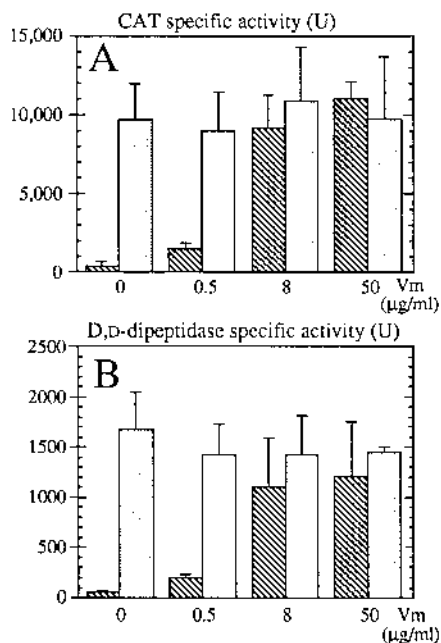 CAT specific activity (U)
15,000
A
10,000
5,000
0
0 0.5 8 50 Vm
(µg/ml)
D,D-dipeptidase specific activity (U)
2500
B
2000
1500
1000
500
0
0 0.5 8 50 Vm
(µg/ml)